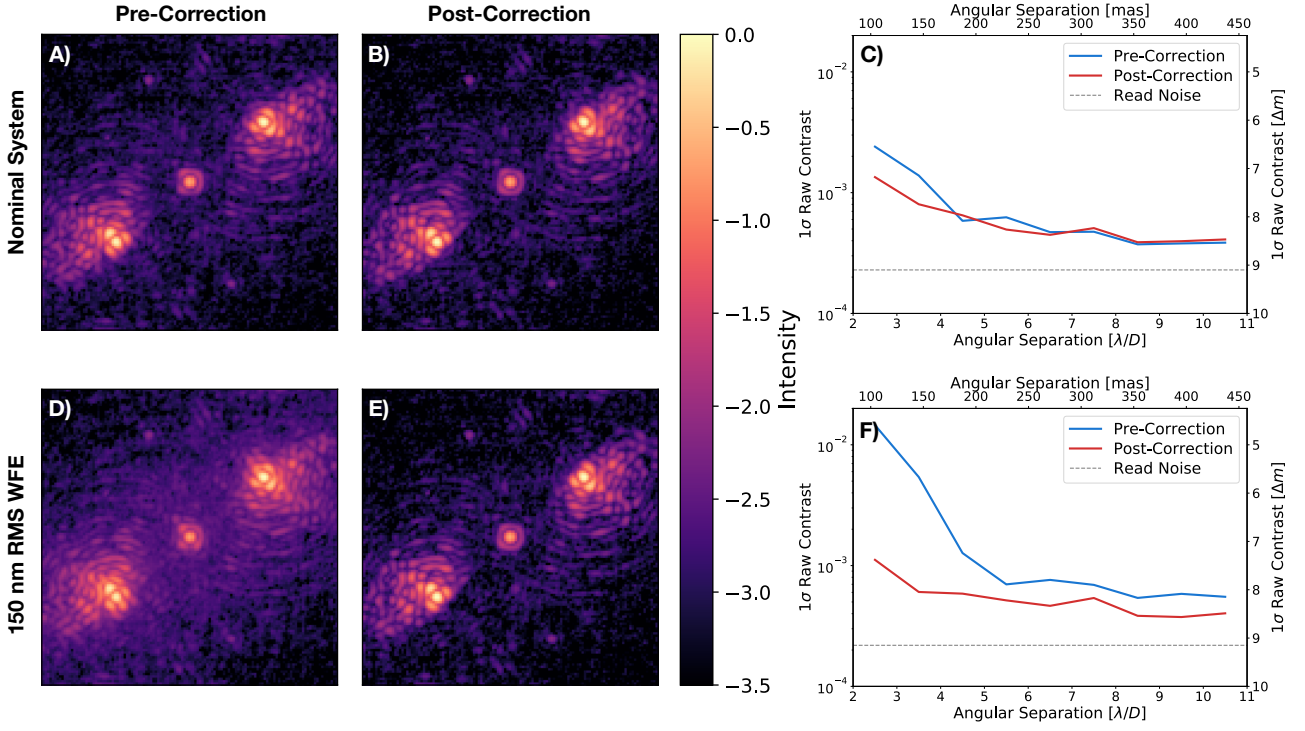 Pre-Correction
Post-Correction
Nominal System
A)
B)
0.0
−0.5
−1.0
−1.5
−2.0
−2.5
−3.0
−3.5
Intensity
C)
Angular Separation [mas]
100 150 200 250 300 350 400 450
Pre-Correction
Post-Correction
Read Noise
1σ Raw Contrast
10⁻²
10⁻³
10⁻⁴
5
6
7
8
9
10
1σ Raw Contrast [Δm]
2 3 4 5 6 7 8 9 10 11
Angular Separation [λ/D]
150 nm RMS WFE
D)
E)
F)
Angular Separation [mas]
100 150 200 250 300 350 400 450
Pre-Correction
Post-Correction
Read Noise
1σ Raw Contrast
10⁻²
10⁻³
10⁻⁴
5
6
7
8
9
10
1σ Raw Contrast [Δm]
2 3 4 5 6 7 8 9 10 11
Angular Separation [λ/D]